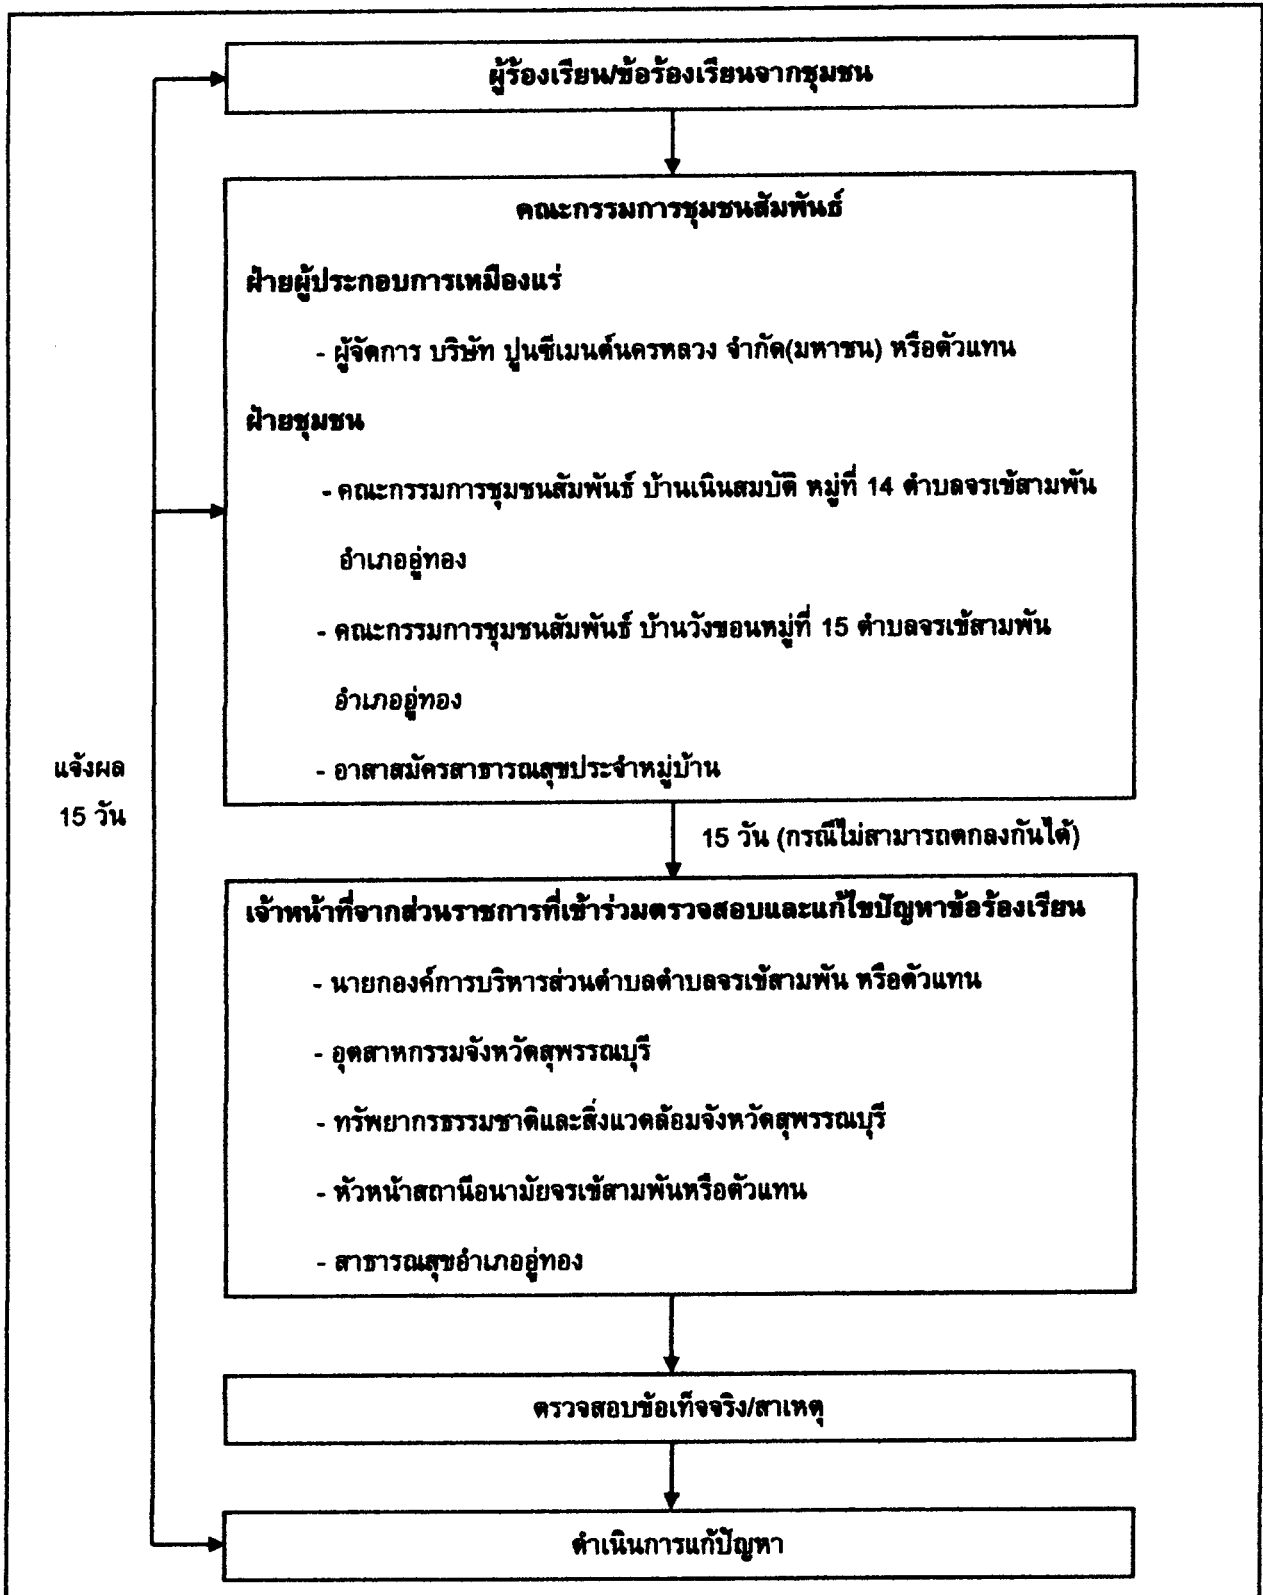 ผู้ร้องเรียน/ข้อร้องเรียนจากชุมชน
คณะกรรมการชุมชนสัมพันธ์
ฝ่ายผู้ประกอบการเหมืองแร่
- ผู้จัดการ บริษัท ปูนซีเมนต์นครหลวง จำกัด(มหาชน) หรือตัวแทน
ฝ่ายชุมชน
- คณะกรรมการชุมชนสัมพันธ์ บ้านเนินสมบัติ หมู่ที่ 14 ตำบลจรเข้สามพัน
อำเภออู่ทอง
- คณะกรรมการชุมชนสัมพันธ์ บ้านวังขอนหมู่ที่ 15 ตำบลจรเข้สามพัน
อำเภออู่ทอง
- อาสาสมัครสาธารณสุขประจำหมู่บ้าน
แจ้งผล
15 วัน
15 วัน (กรณีไม่สามารถตกลงกันได้)
เจ้าหน้าที่จากส่วนราชการที่เข้าร่วมตรวจสอบและแก้ไขปัญหาข้อร้องเรียน
- นายกองค์การบริหารส่วนตำบลตำบลจรเข้สามพัน หรือตัวแทน
- อุตสาหกรรมจังหวัดสุพรรณบุรี
- ทรัพยากรธรรมชาติและสิ่งแวดล้อมจังหวัดสุพรรณบุรี
- หัวหน้าสถานีอนามัยจรเข้สามพันหรือตัวแทน
- สาธารณสุขอำเภออู่ทอง
ตรวจสอบข้อเท็จจริง/สาเหตุ
ดำเนินการแก้ปัญหา